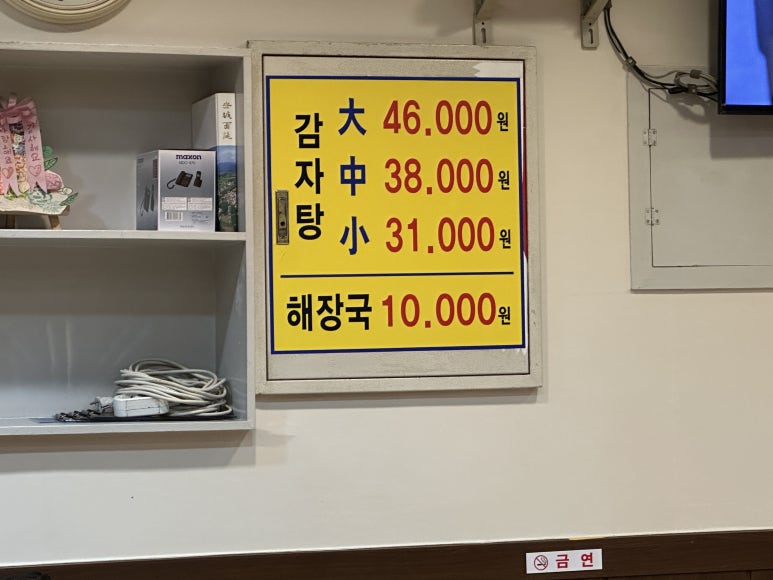 감자탕
大 46.000원
中 38.000원
小 31.000원
해장국 10.000원
maxon
금연